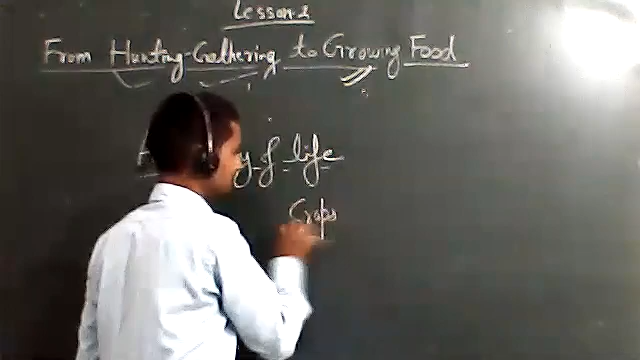 Lesson-2
From Hunting-Gathering to Growing Food
of life
Crops